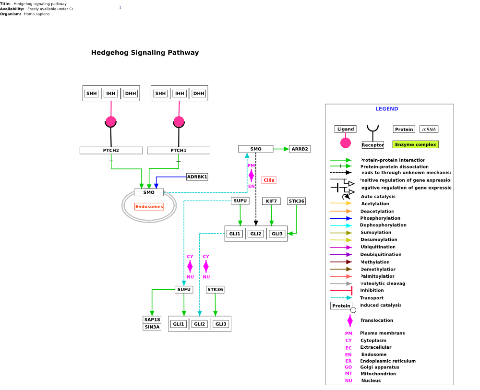 Title: Hedgehog signaling pathway
Availability: Freely available under CC
Organism: Homo sapiens
1
Hedgehog Signaling Pathway
SHH IHH DHH SHH IHH DHH
PTCH2 PTCH1
SMO ARRB2
PM
Cilia
ADRBK1
SMO
Endosomes
SUFU KIF7 STK36
GLI1 GLI2 GLI3
CY CY
NU NU
SUFU STK36
SAP18
SIN3A
GLI1 GLI2 GLI3
LEGEND
Ligand Receptor Protein miRNA
Enzyme complex
Protein-protein interaction
Protein-protein dissociation
Leads to through unknown mechanism
Positive regulation of gene expression
Negative regulation of gene expression
Auto catalysis
Acetylation
Deacetylation
Phosphorylation
Dephosphorylation
Sumoylation
Desumoylation
Ubiquitination
Deubiquitination
Methylation
Demethylation
Palmitoylation
Proteolytic cleavage
Inhibition
Transport
Protein Induced catalysis
Translocation
PM Plasma membrane
CY Cytoplasm
EC Extracellular
EN Endosome
ER Endoplasmic reticulum
GO Golgi apparatus
MI Mitochondrion
NU Nucleus